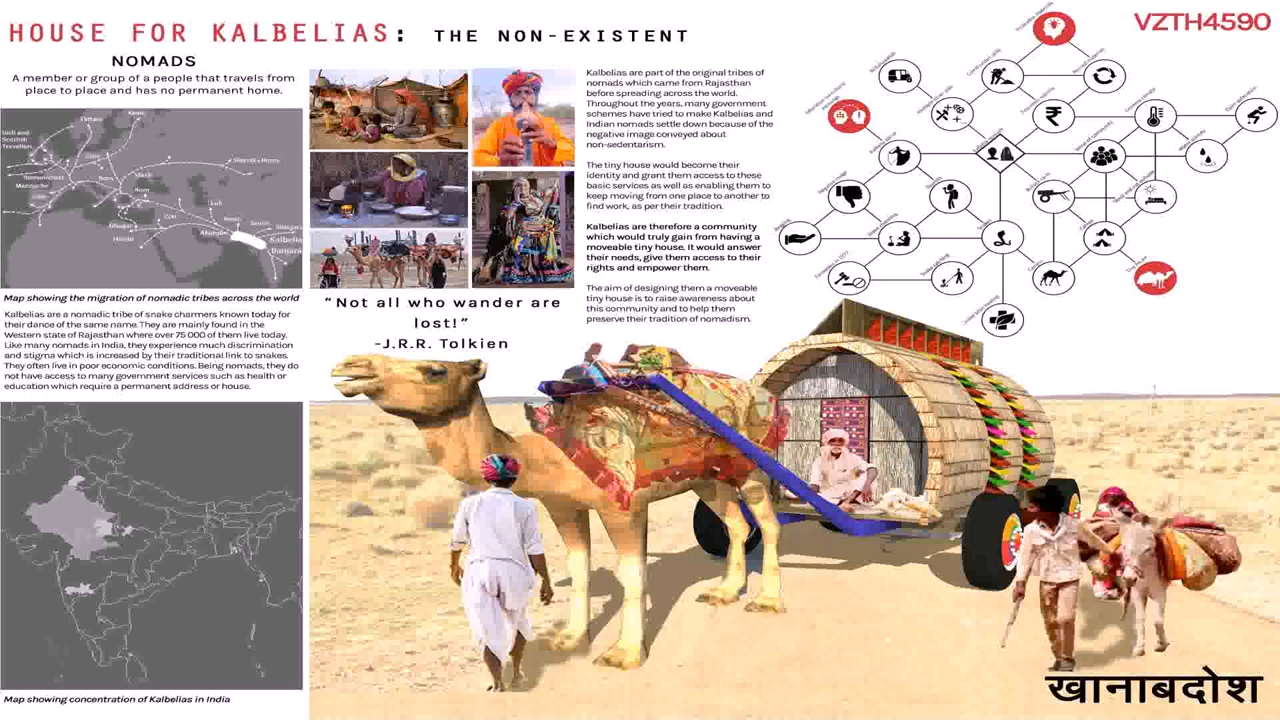 HOUSE FOR KALBELIAS: THE NON-EXISTENT
VZTH4590
NOMADS
A member or group of a people that travels from
place to place and has no permanent home.
Map showing the migration of nomadic tribes across the world
Kalbelias are a nomadic tribe of snake charmers known today for
their dance of the same name. They are mainly found in the
Western state of Rajasthan where over 75 000 of them live today.
Like many nomads in India, they experience much discrimination
and stigma which is increased by their traditional link to snakes.
They often live in poor economic conditions. Being nomads, they do
not have access to many government services such as health or
education which require a permanent address or house.
Map showing concentration of Kalbelias in India
“Not all who wander are
lost!”
-J.R.R. Tolkien
Kalbelias are part of the original tribes of
nomads which came from Rajasthan
before spreading across the world.
Throughout the years, many government
schemes have tried to make Kalbelias and
Indian nomads settle down because of the
negative image conveyed about
non-sedentarism.
The tiny house would become their
identity and grant them access to these
basic services as well as enabling them to
keep moving from one place to another to
find work, as per their tradition.
Kalbelias are therefore a community
which would truly gain from having a
moveable tiny house. It would answer
their needs, give them access to their
rights and empower them.
The aim of designing them a moveable
tiny house is to raise awareness about
this community and to help them
preserve their tradition of nomadism.
Kalbelia
Banjara
खानाबदोश